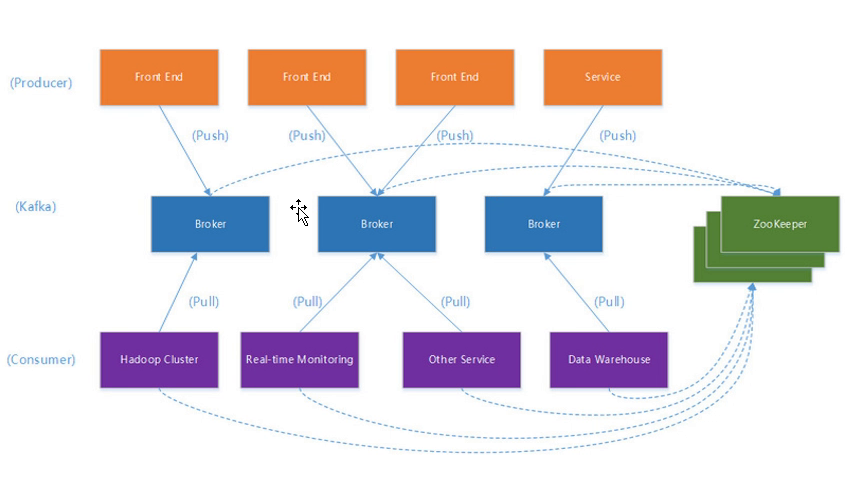 (Producer)
Front End
Front End
Front End
Service
(Push)
(Push)
(Push)
(Push)
(Kafka)
Broker
Broker
Broker
ZooKeeper
(Pull)
(Pull)
(Pull)
(Pull)
(Consumer)
Hadoop Cluster
Real-time Monitoring
Other Service
Data Warehouse